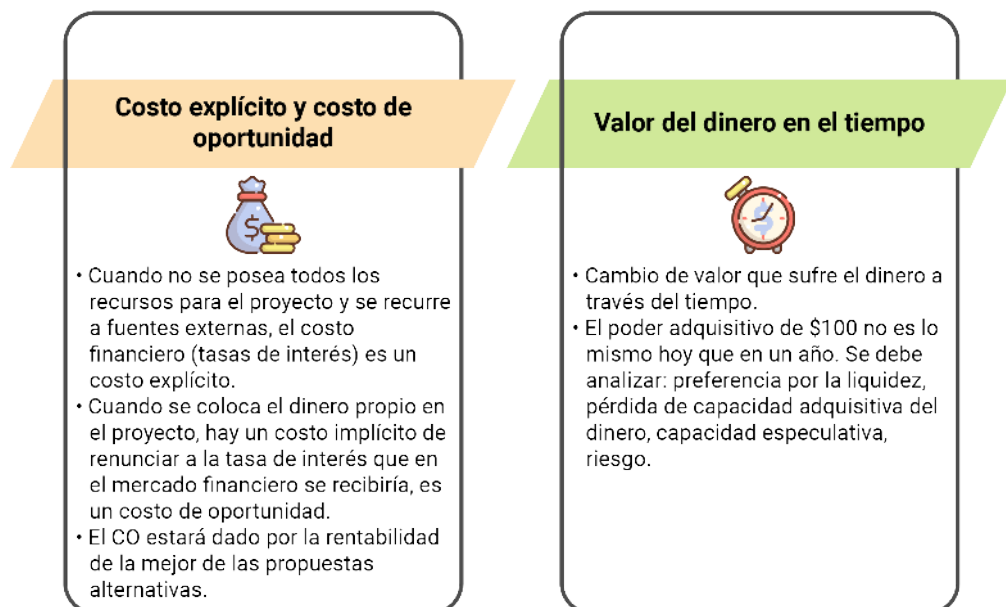 Costo explícito y costo de
oportunidad
$
• Cuando no se posea todos los
recursos para el proyecto y se recurre
a fuentes externas, el costo
financiero (tasas de interés) es un
costo explícito.
• Cuando se coloca el dinero propio en
el proyecto, hay un costo implícito de
renunciar a la tasa de interés que en
el mercado financiero se recibiría, es
un costo de oportunidad.
• El CO estará dado por la rentabilidad
de la mejor de las propuestas
alternativas.
Valor del dinero en el tiempo
$
• Cambio de valor que sufre el dinero a
través del tiempo.
• El poder adquisitivo de $100 no es lo
mismo hoy que en un año. Se debe
analizar: preferencia por la liquidez,
pérdida de capacidad adquisitiva del
dinero, capacidad especulativa,
riesgo.